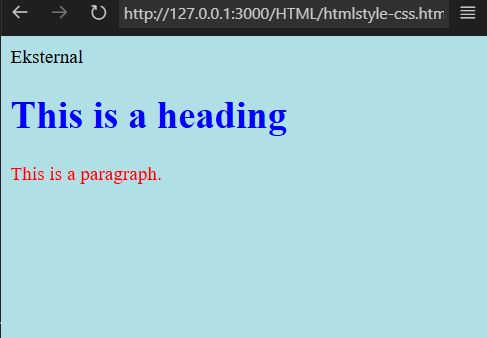 http://127.0.0.1:3000/HTML/htmlstyle-css.htm
Eksternal
This is a heading
This is a paragraph.